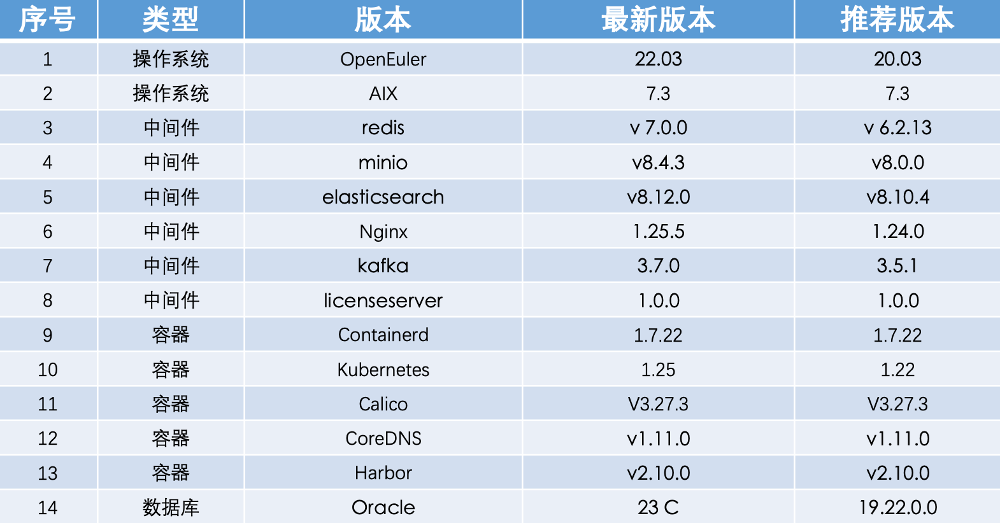 序号 类型 版本 最新版本 推荐版本
1 操作系统 OpenEuler 22.03 20.03
2 操作系统 AIX 7.3 7.3
3 中间件 redis v 7.0.0 v 6.2.13
4 中间件 minio v8.4.3 v8.0.0
5 中间件 elasticsearch v8.12.0 v8.10.4
6 中间件 Nginx 1.25.5 1.24.0
7 中间件 kafka 3.7.0 3.5.1
8 中间件 licenseserver 1.0.0 1.0.0
9 容器 Containerd 1.7.22 1.7.22
10 容器 Kubernetes 1.25 1.22
11 容器 Calico V3.27.3 V3.27.3
12 容器 CoreDNS v1.11.0 v1.11.0
13 容器 Harbor v2.10.0 v2.10.0
14 数据库 Oracle 23 C 19.22.0.0